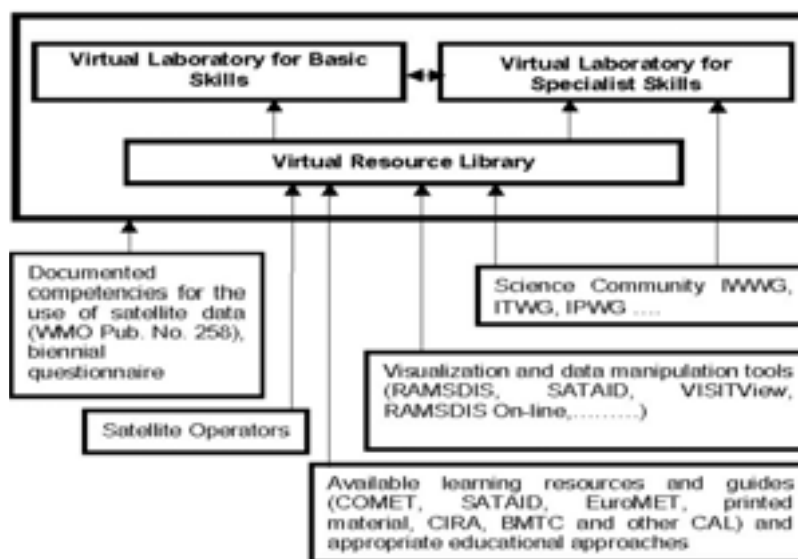 Virtual Laboratory for Basic
Skills
Virtual Laboratory for
Specialist Skills
Virtual Resource Library
Documented
competencies for the
use of satellite data
(WMO Pub. No. 258),
biennial
questionnaire
Science Community IWWG,
ITWG, IPWG ....
Visualization and data manipulation tools
(RAMSDIS, SATAID, VISITView,
RAMSDIS On-line,.........)
Satellite Operators
Available learning resources and guides
(COMET, SATAID, EuroMET, printed
material, CIRA, BMTC and other CAL) and
appropriate educational approaches